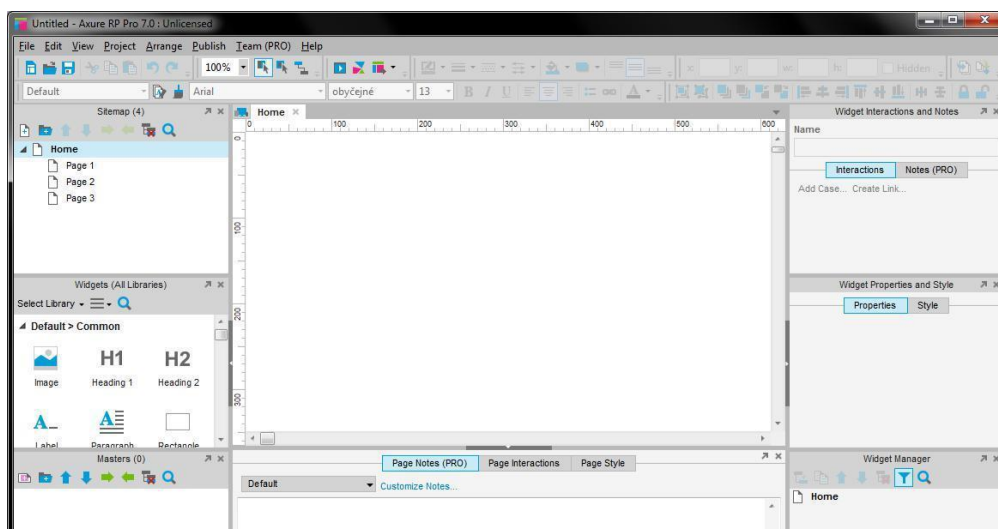 Untitled - Axure RP Pro 7.0 : Unlicensed
File Edit View Project Arrange Publish Team (PRO) Help
100% x: y: w: h: Hidden
Default Arial obyčejné 13 B I U
Sitemap (4)
Home
Page 1
Page 2
Page 3
Widgets (All Libraries)
Select Library
Default > Common
Image
H1
Heading 1
H2
Heading 2
Label
Paragraph
Rectangle
Masters (0)
Home
0 100 200 300 400 500 600
100
200
300
Page Notes (PRO) Page Interactions Page Style
Default Customize Notes...
Widget Interactions and Notes
Name
Interactions Notes (PRO)
Add Case... Create Link...
Widget Properties and Style
Properties Style
Widget Manager
Home